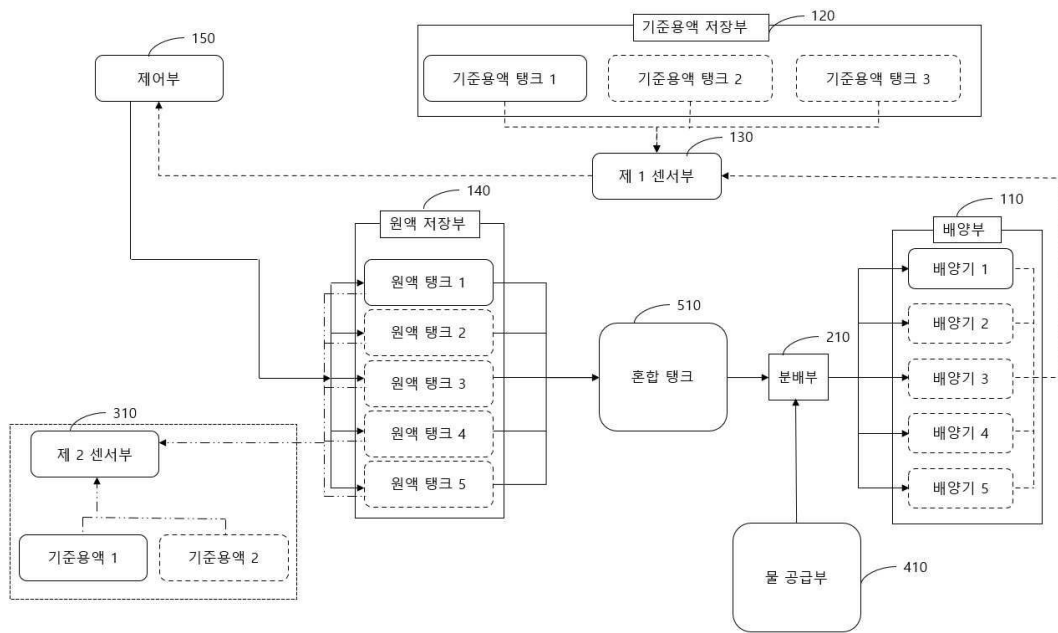 150
제어부
기준용액 저장부
120
기준용액 탱크 1
기준용액 탱크 2
기준용액 탱크 3
130
제 1 센서부
140
원액 저장부
원액 탱크 1
원액 탱크 2
원액 탱크 3
원액 탱크 4
원액 탱크 5
510
혼합 탱크
210
분배부
110
배양부
배양기 1
배양기 2
배양기 3
배양기 4
배양기 5
310
제 2 센서부
기준용액 1
기준용액 2
물 공급부
410